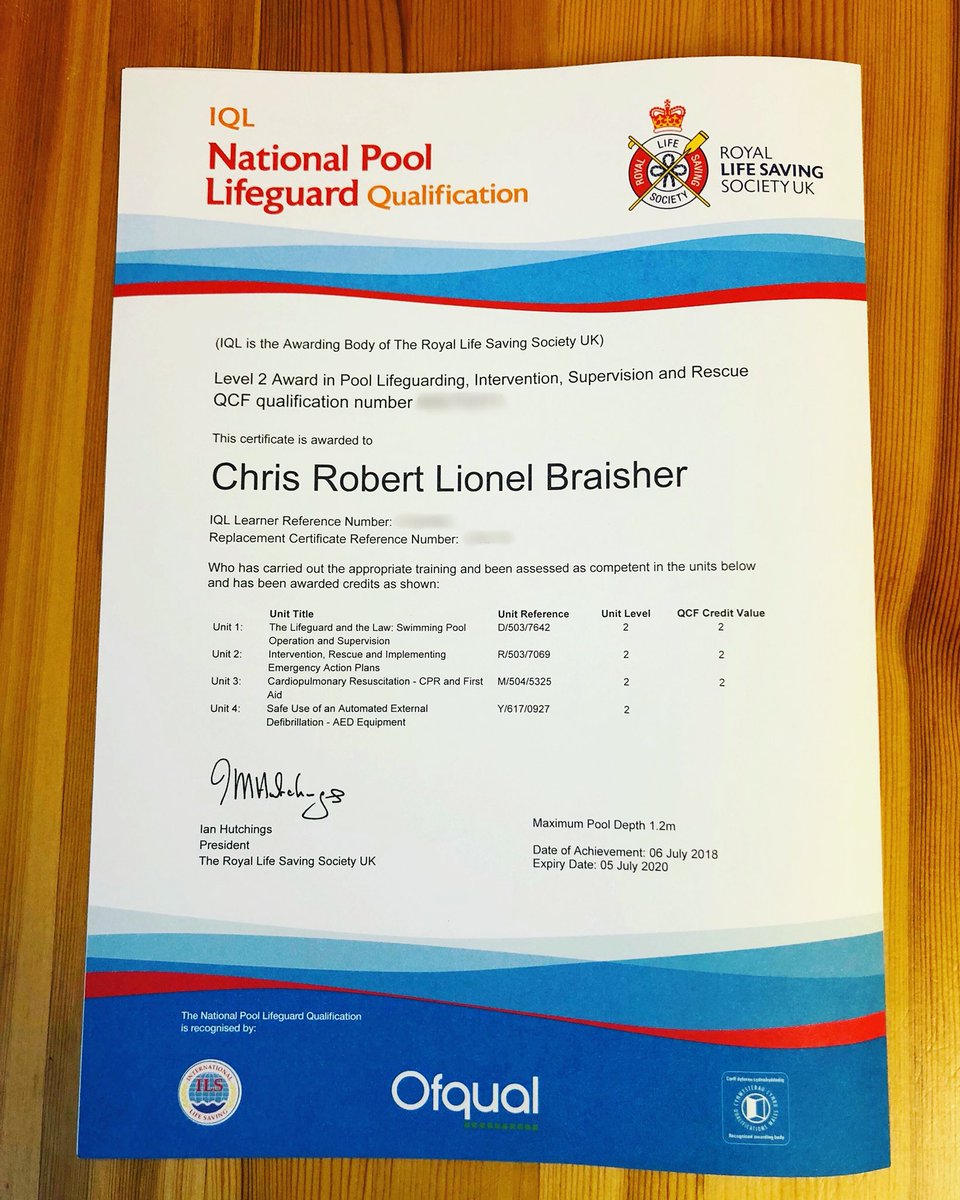 IQL
National Pool
Lifeguard Qualification
ROYAL LIFE SAVING SOCIETY
ROYAL
LIFE SAVING
SOCIETY UK
(IQL is the Awarding Body of The Royal Life Saving Society UK)
Level 2 Award in Pool Lifeguarding, Intervention, Supervision and Rescue
QCF qualification number
This certificate is awarded to
Chris Robert Lionel Braisher
IQL Learner Reference Number:
Replacement Certificate Reference Number:
Who has carried out the appropriate training and been assessed as competent in the units below
and has been awarded credits as shown:
Unit Title Unit Reference Unit Level QCF Credit Value
Unit 1: The Lifeguard and the Law: Swimming Pool D/503/7642 2 2
Operation and Supervision
Unit 2: Intervention, Rescue and Implementing R/503/7069 2 2
Emergency Action Plans
Unit 3: Cardiopulmonary Resuscitation - CPR and First M/504/5325 2 2
Aid
Unit 4: Safe Use of an Automated External Y/617/0927 2
Defibrillation - AED Equipment
Ian Hutchings
President
The Royal Life Saving Society UK
Maximum Pool Depth 1.2m
Date of Achievement: 06 July 2018
Expiry Date: 05 July 2020
The National Pool Lifeguard Qualification
is recognised by:
INTERNATIONAL
ILS
LIFE SAVING
Ofqual
QUALIFICATIONS WALES
Recognised awarding body